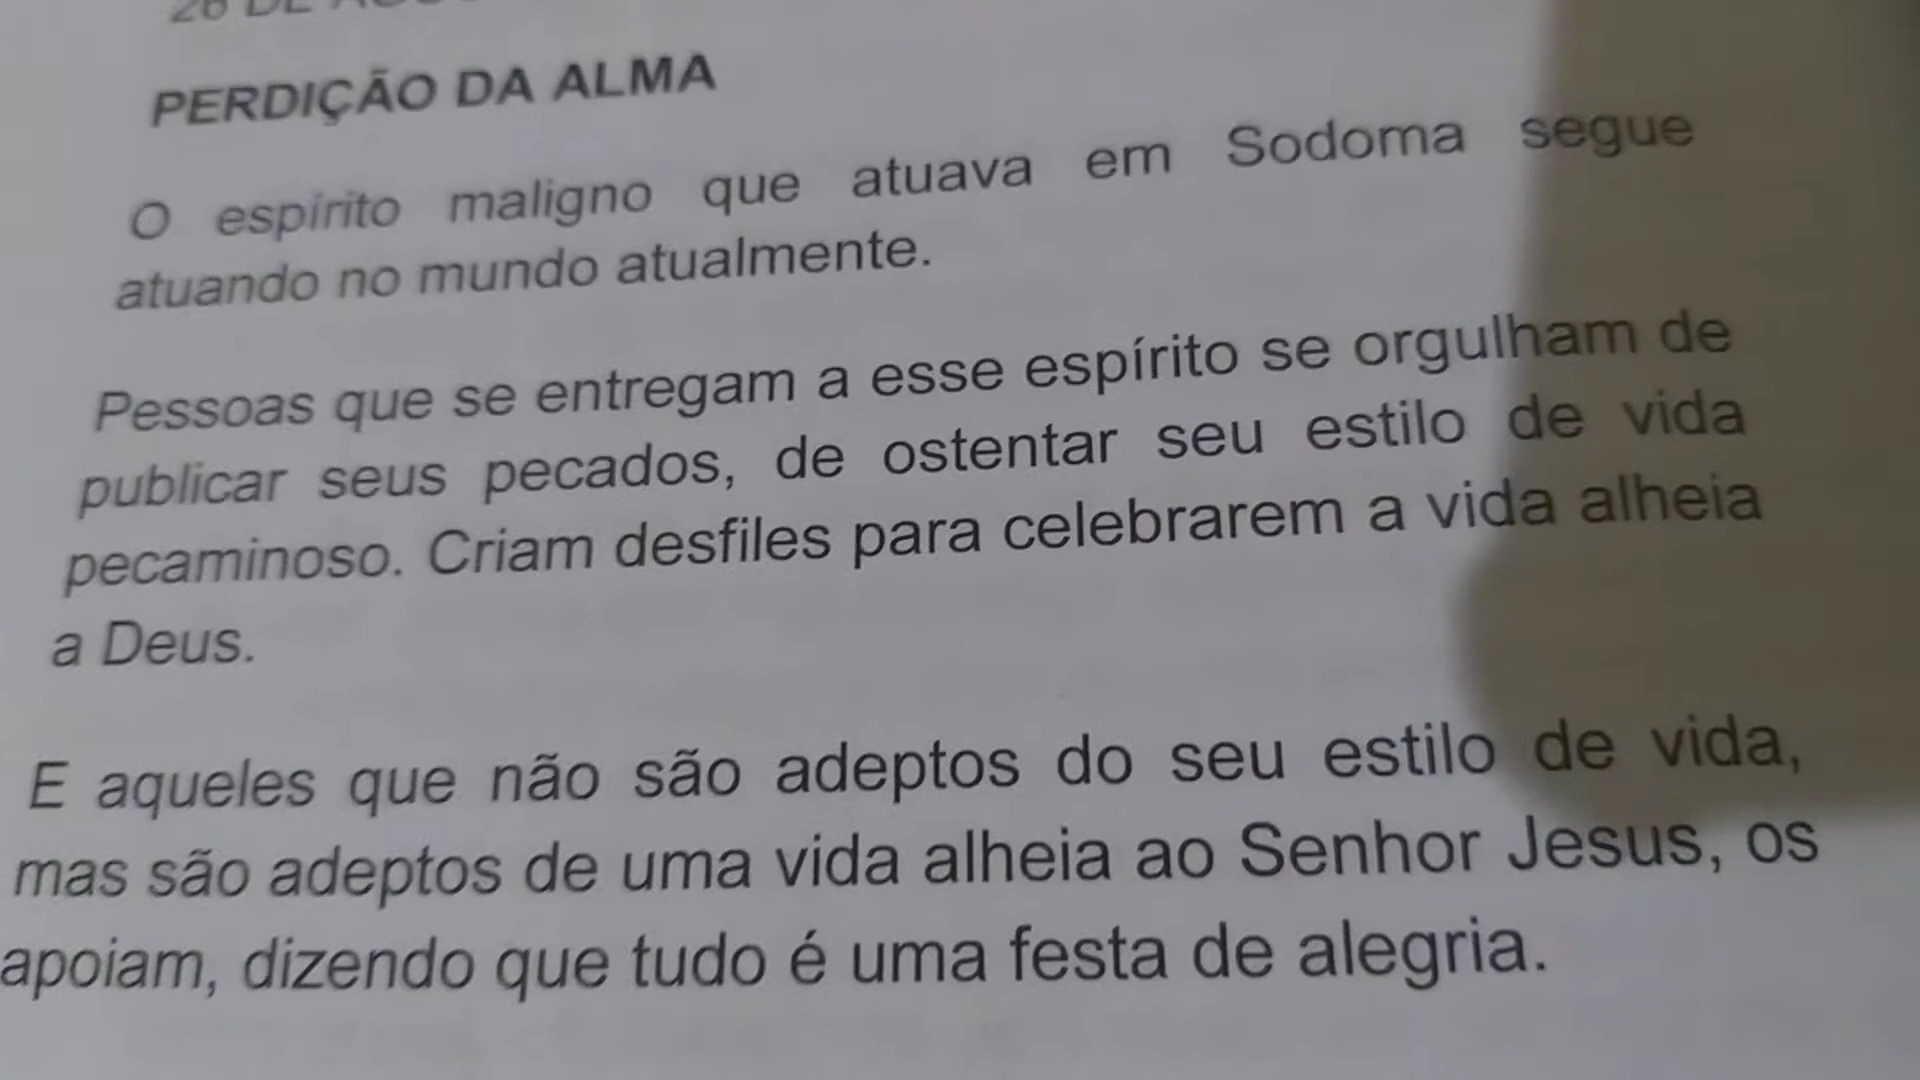 26 DE
PERDIÇÃO DA ALMA
O espírito maligno que atuava em Sodoma segue
atuando no mundo atualmente.
Pessoas que se entregam a esse espírito se orgulham de
publicar seus pecados, de ostentar seu estilo de vida
pecaminoso. Criam desfiles para celebrarem a vida alheia
a Deus.
E aqueles que não são adeptos do seu estilo de vida,
mas são adeptos de uma vida alheia ao Senhor Jesus, os
apoiam, dizendo que tudo é uma festa de alegria.